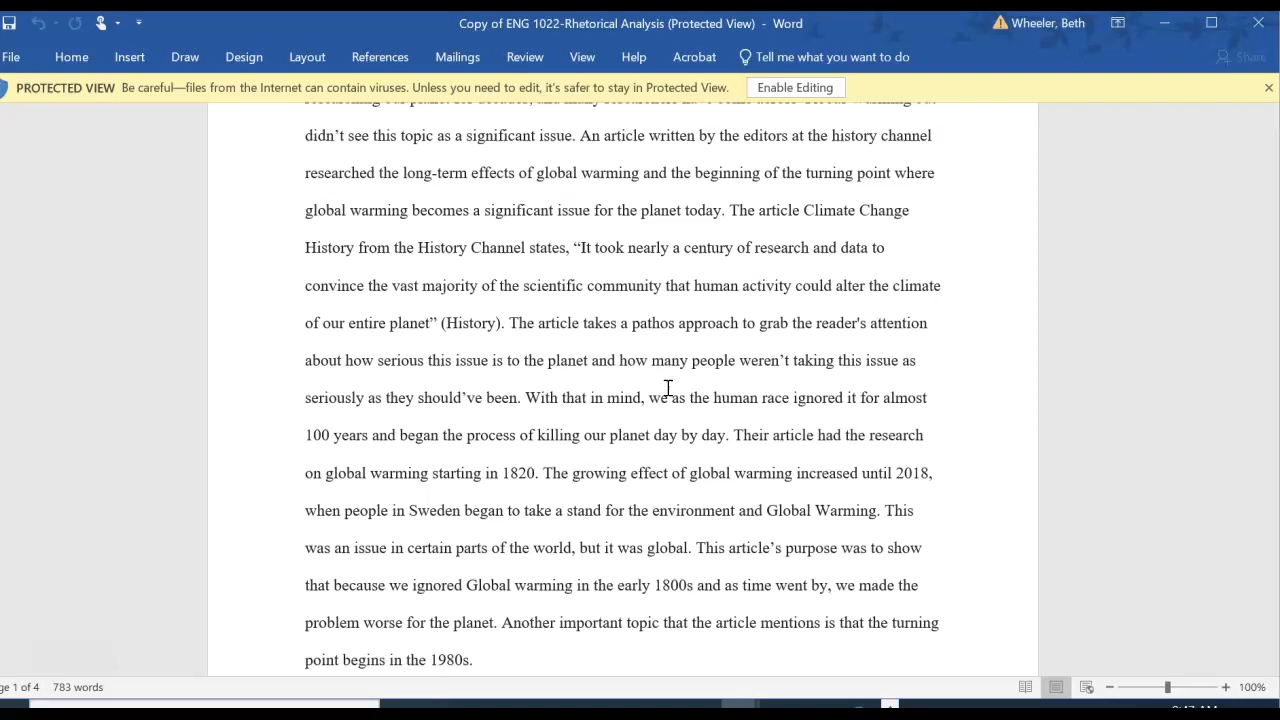 Copy of ENG 1022-Rhetorical Analysis (Protected View) - Word
Wheeler, Beth
File Home Insert Draw Design Layout References Mailings Review View Help Acrobat Tell me what you want to do Share
PROTECTED VIEW Be careful—files from the Internet can contain viruses. Unless you need to edit, it's safer to stay in Protected View. Enable Editing
didn’t see this topic as a significant issue. An article written by the editors at the history channel
researched the long-term effects of global warming and the beginning of the turning point where
global warming becomes a significant issue for the planet today. The article Climate Change
History from the History Channel states, “It took nearly a century of research and data to
convince the vast majority of the scientific community that human activity could alter the climate
of our entire planet” (History). The article takes a pathos approach to grab the reader's attention
about how serious this issue is to the planet and how many people weren’t taking this issue as
seriously as they should’ve been. With that in mind, we as the human race ignored it for almost
100 years and began the process of killing our planet day by day. Their article had the research
on global warming starting in 1820. The growing effect of global warming increased until 2018,
when people in Sweden began to take a stand for the environment and Global Warming. This
was an issue in certain parts of the world, but it was global. This article’s purpose was to show
that because we ignored Global warming in the early 1800s and as time went by, we made the
problem worse for the planet. Another important topic that the article mentions is that the turning
point begins in the 1980s.
ge 1 of 4 783 words 100%